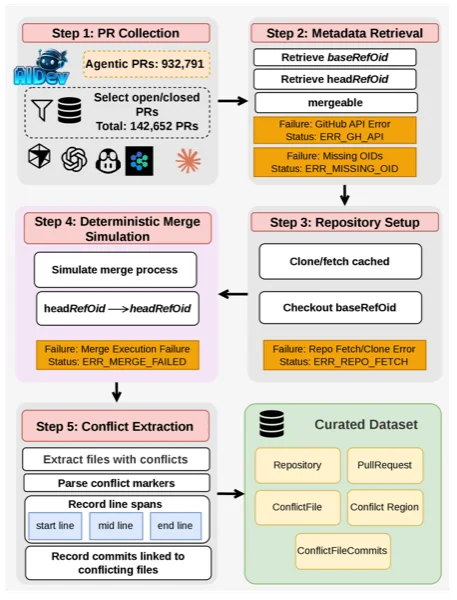 Step 1: PR Collection
AIDev
Agentic PRs: 932,791
Select open/closed
PRs
Total: 142,652 PRs
Step 2: Metadata Retrieval
Retrieve baseRefOid
Retrieve headRefOid
mergeable
Failure: GitHub API Error
Status: ERR_GH_API
Failure: Missing OIDs
Status: ERR_MISSING_OID
Step 3: Repository Setup
Clone/fetch cached
Checkout baseRefOid
Failure: Repo Fetch/Clone Error
Status: ERR_REPO_FETCH
Step 4: Deterministic Merge
Simulation
Simulate merge process
headRefOid ⟶ headRefOid
Failure: Merge Execution Failure
Status: ERR_MERGE_FAILED
Step 5: Conflict Extraction
Extract files with conflicts
Parse conflict markers
Record line spans
start line
mid line
end line
Record commits linked to
conflicting files
Curated Dataset
Repository
PullRequest
ConflictFile
Confilct Region
ConflictFileCommits